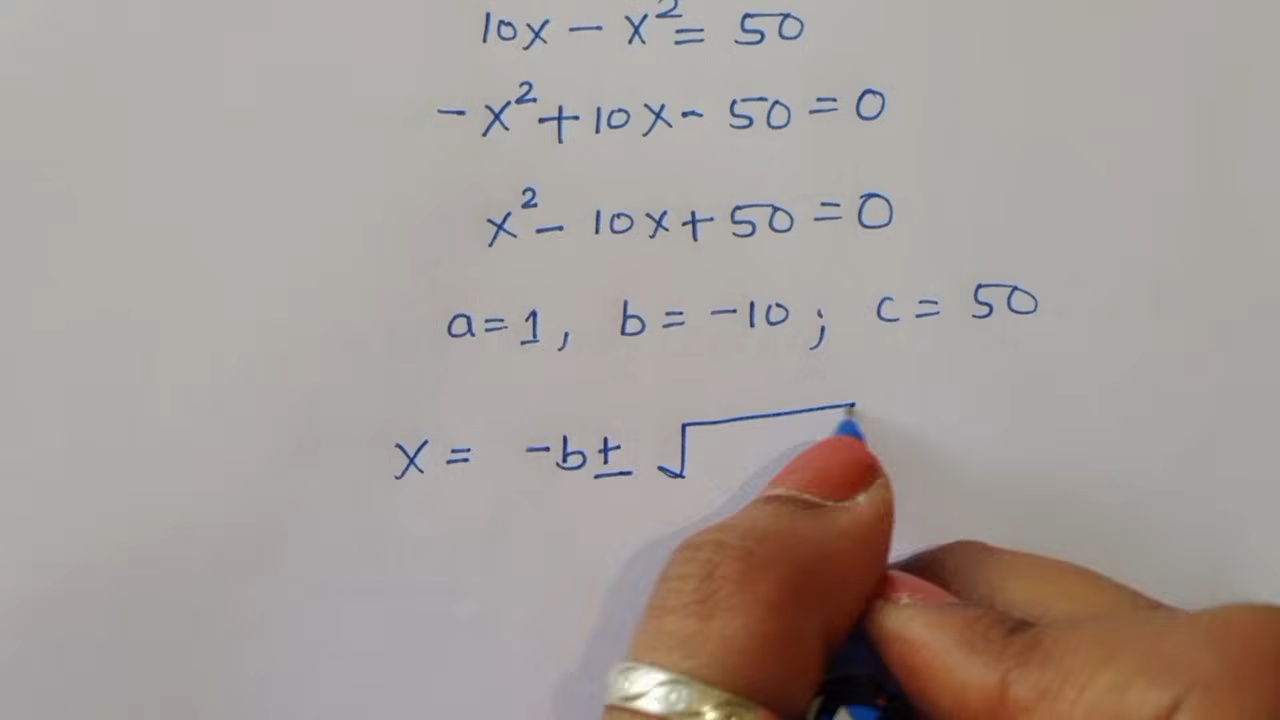 10x - x² = 50
-x² + 10x - 50 = 0
x² - 10x + 50 = 0
a = 1, b = -10; c = 50
x = -b ± √